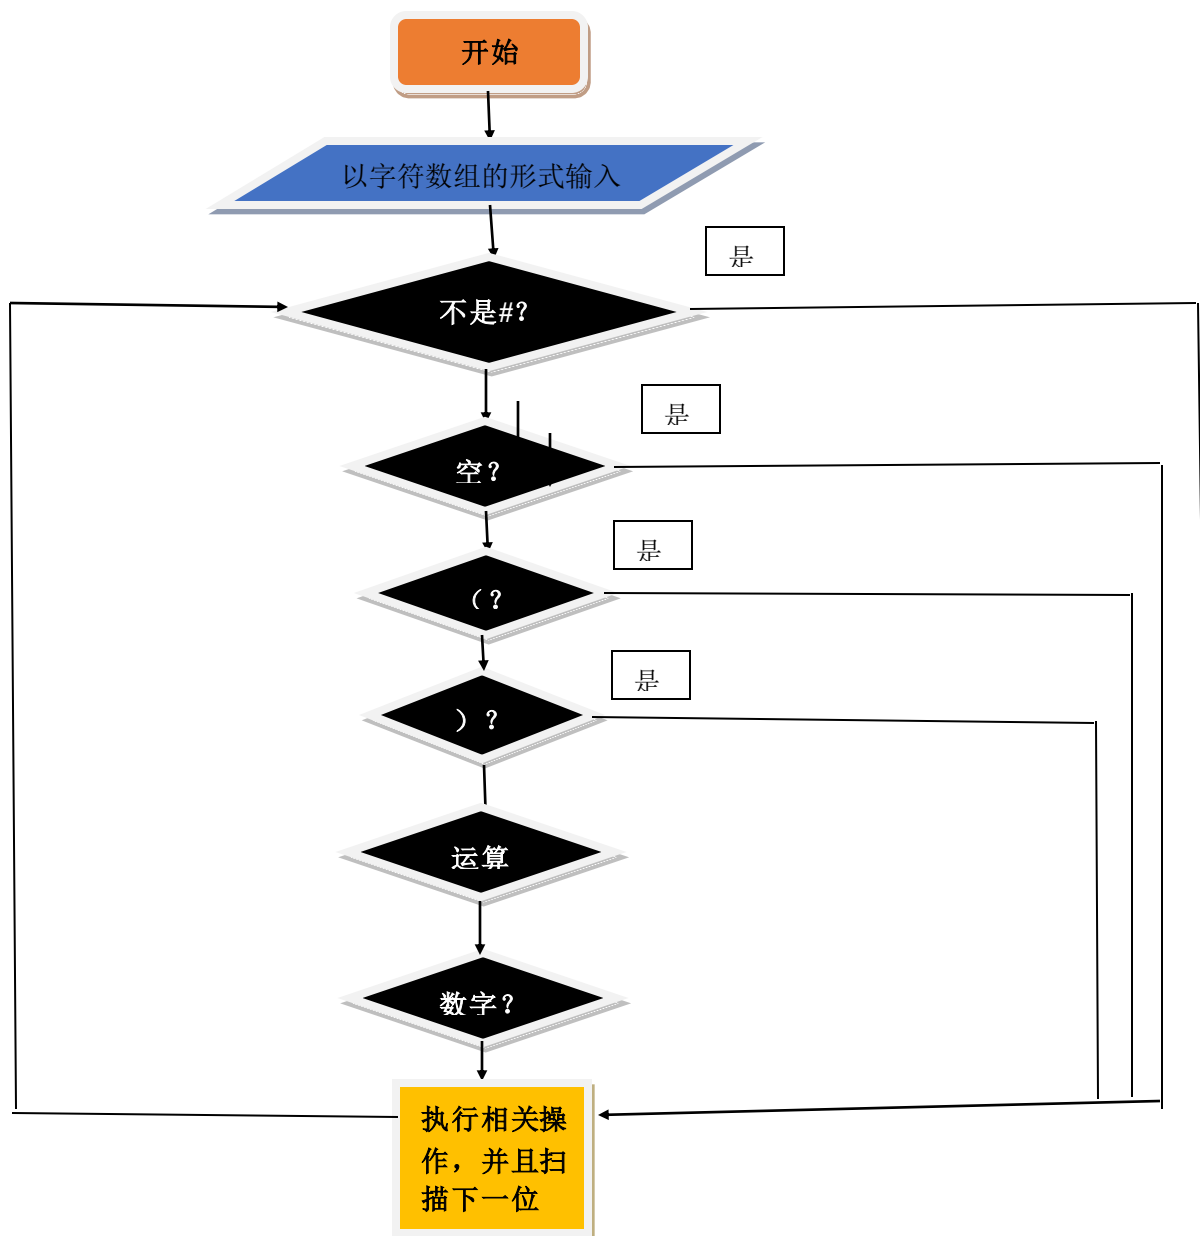 开始
以字符数组的形式输入
是
不是#？
是
空？
是
（？
是
）？
运算
数字？
执行相关操
作，并且扫
描下一位